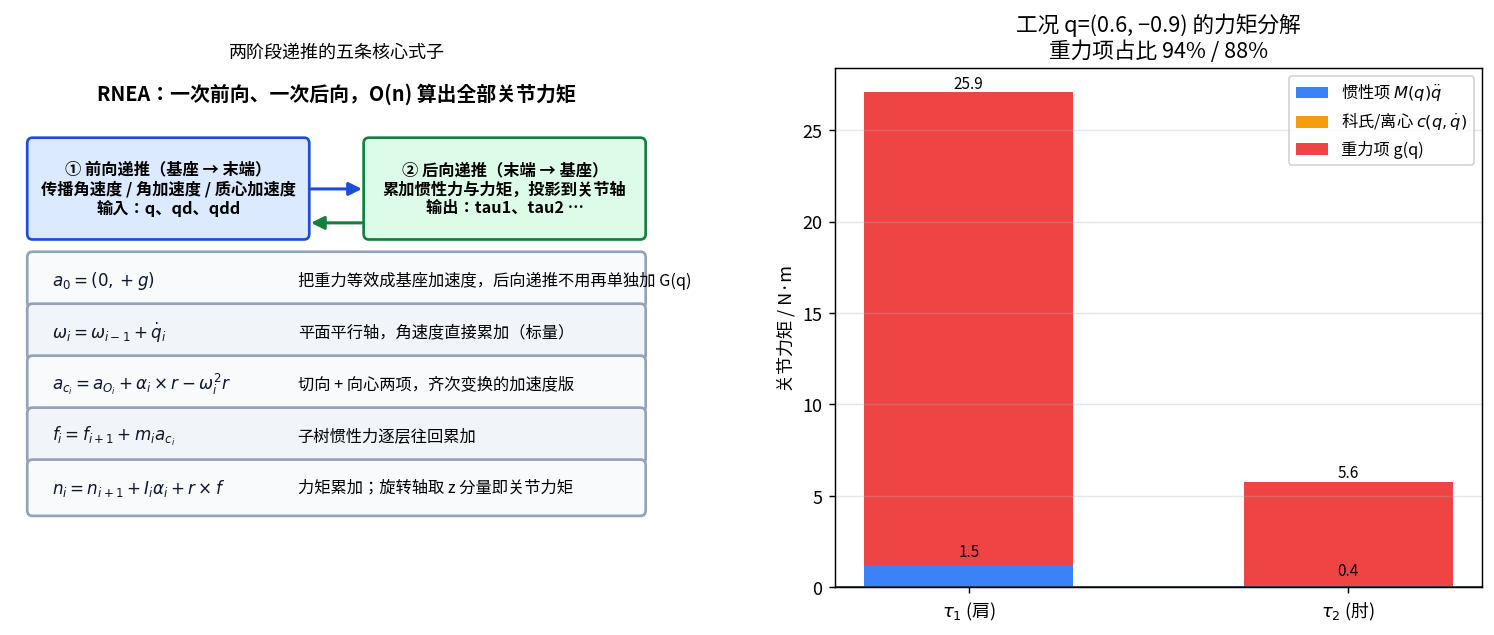 两阶段递推的五条核心式子
RNEA：一次前向、一次后向，O(n) 算出全部关节力矩
① 前向递推（基座 → 末端）
传播角速度 / 角加速度 / 质心加速度
输入：q、qd、qdd
② 后向递推（末端 → 基座）
累加惯性力与力矩，投影到关节轴
输出：tau1、tau2 ⋯
a₀ = (0, + g) 把重力等效成基座加速度，后向递推不用再单独加 G(q)
ωᵢ = ωᵢ₋₁ + q̇ᵢ 平面平行轴，角速度直接累加（标量）
a_{cᵢ} = a_{Oᵢ} + αᵢ × r − ωᵢ²r 切向 + 向心两项，齐次变换的加速度版
fᵢ = fᵢ₊₁ + mᵢa_{cᵢ} 子树惯性力逐层往回累加
nᵢ = nᵢ₊₁ + Iᵢαᵢ + r × f 力矩累加；旋转轴取 z 分量即关节力矩
工况 q=(0.6, −0.9) 的力矩分解
重力项占比 94% / 88%
惯性项 M(q)q̈
科氏/离心 c(q, q̇)
重力项 g(q)
关节力矩 / N·m
25
20
15
10
5
0
25.9
1.5
5.6
0.4
τ₁ (肩)
τ₂ (肘)